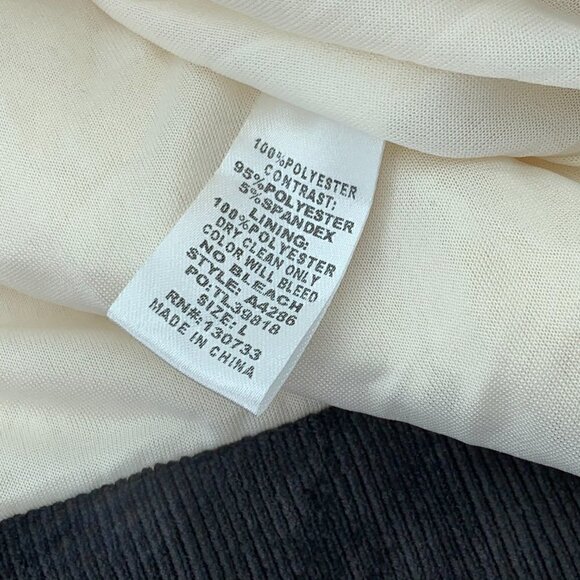 100%POLYESTER
CONTRAST:
95%POLYESTER
5%SPANDEX
LINING:
100%POLYESTER
DRY CLEAN ONLY
COLOR WILL BLEED
NO BLEACH
STYLE: A4286
PO:TL39818
RN#:130733
SIZE: L
MADE IN CHINA